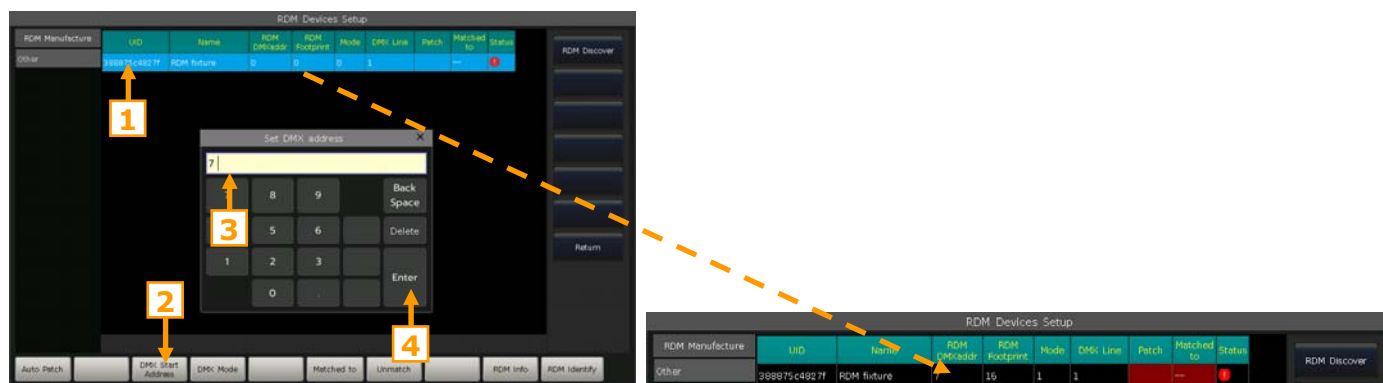 RDM Devices Setup
RDM Manufacture
Other
UID Name RDM DMXaddr RDM Footprint Mode DMX Line Patch Matched to Status
388875c4827f RDM fixture 0 0 0 1 --
RDM Discover
Return
1
Set DMX address X
7
8 9 Back Space
3
5 6 Delete
1 2 3
0 . Enter
2
4
Auto Patch DMX Start Address DMX Mode Matched to Unmatch RDM Info RDM Identify
RDM Devices Setup
RDM Manufacture
Other
UID Name RDM DMXaddr RDM Footprint Mode DMX Line Patch Matched to Status
388875c4827f RDM fixture 7 16 1 1 --
RDM Discover